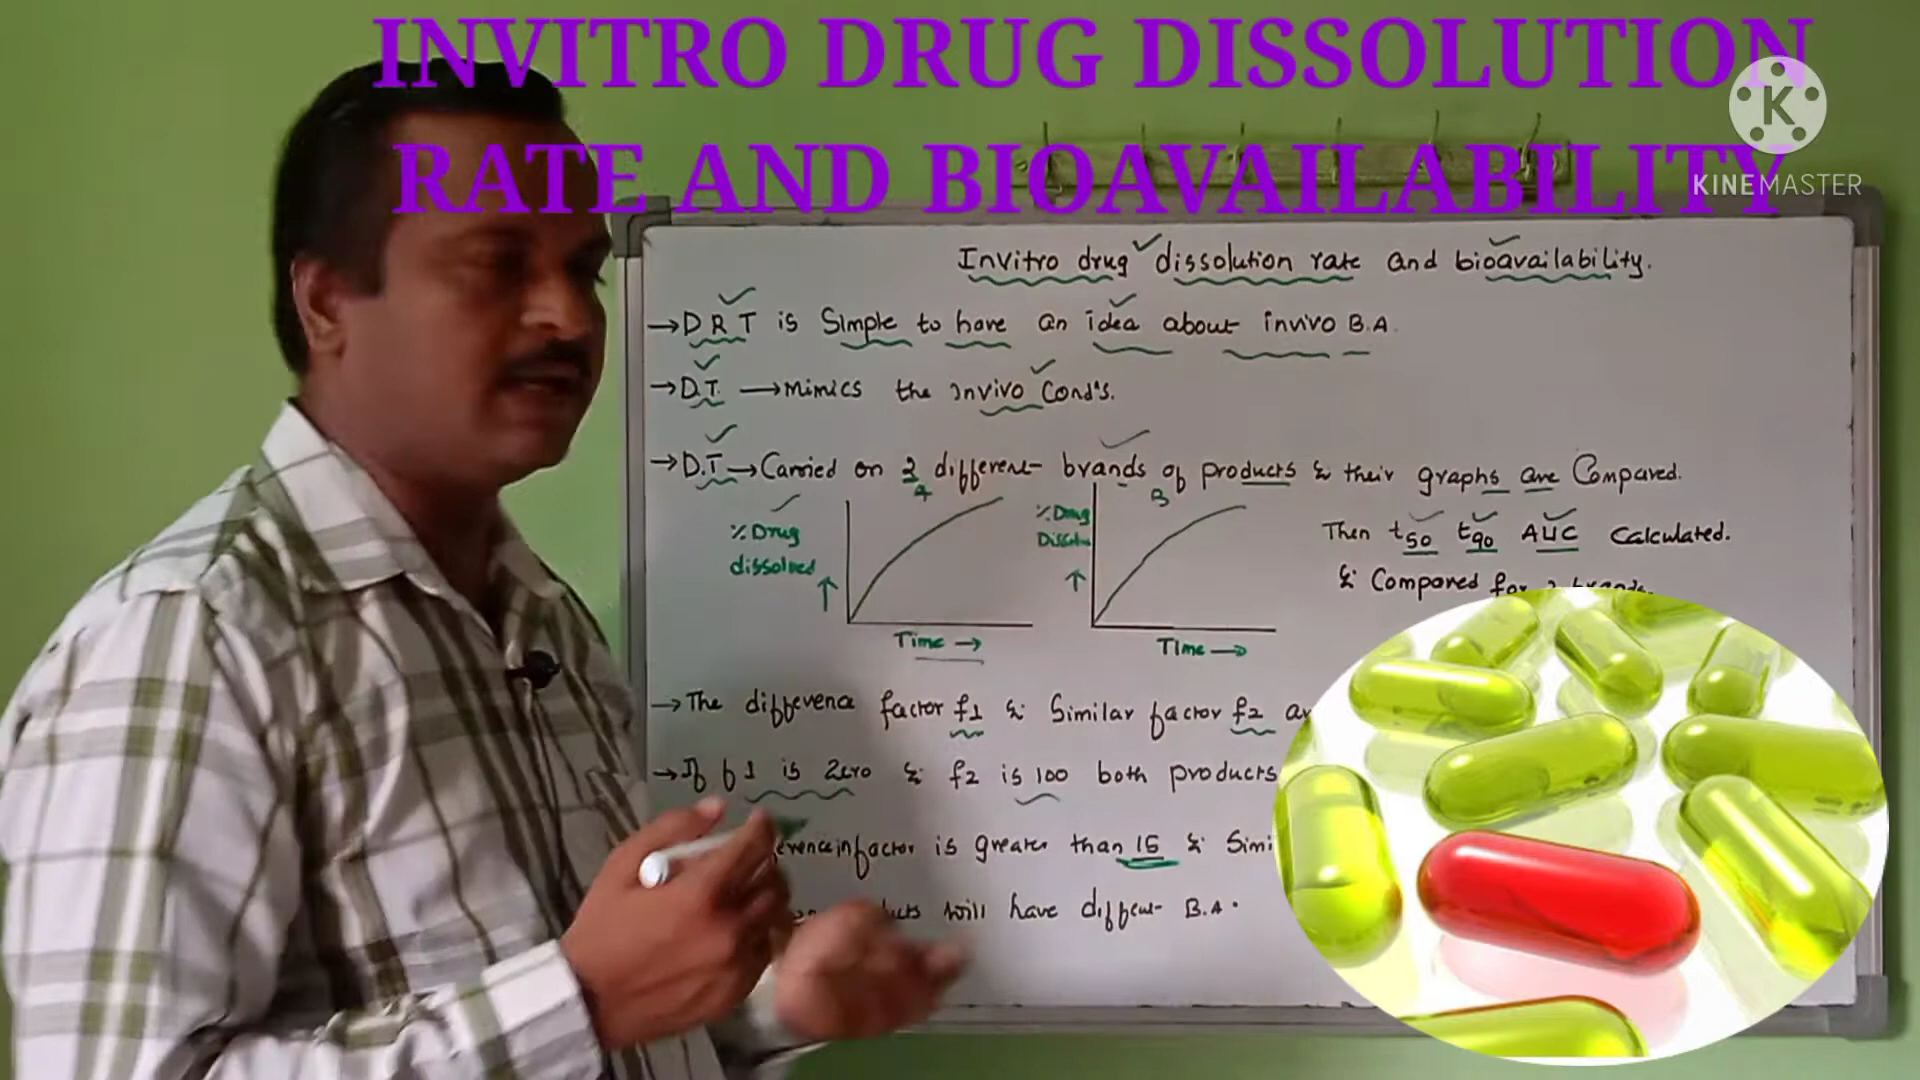 INVITRO DRUG DISSOLUTION
RATE AND BIOAVAILABILITY
K
KINEMASTER
Invitro drug dissolution rate and bioavailability.
→ D R T is Simple to have an idea about invivo B.A.
→ D.T. → mimics the invivo Cond's.
→ D.T → Carried on 2 different brands of products & their graphs are Compared.
A
B
% Drug
dissolved ↑
Time →
% Drug
↑
Time →
Then t50 t90 AUC Calculated.
& Compared for
→ The difference factor f1 & Similar factor f2
→ If f1 is Zero & f2 is 100 both products
factor is greater than 15 &
will have different B.A.